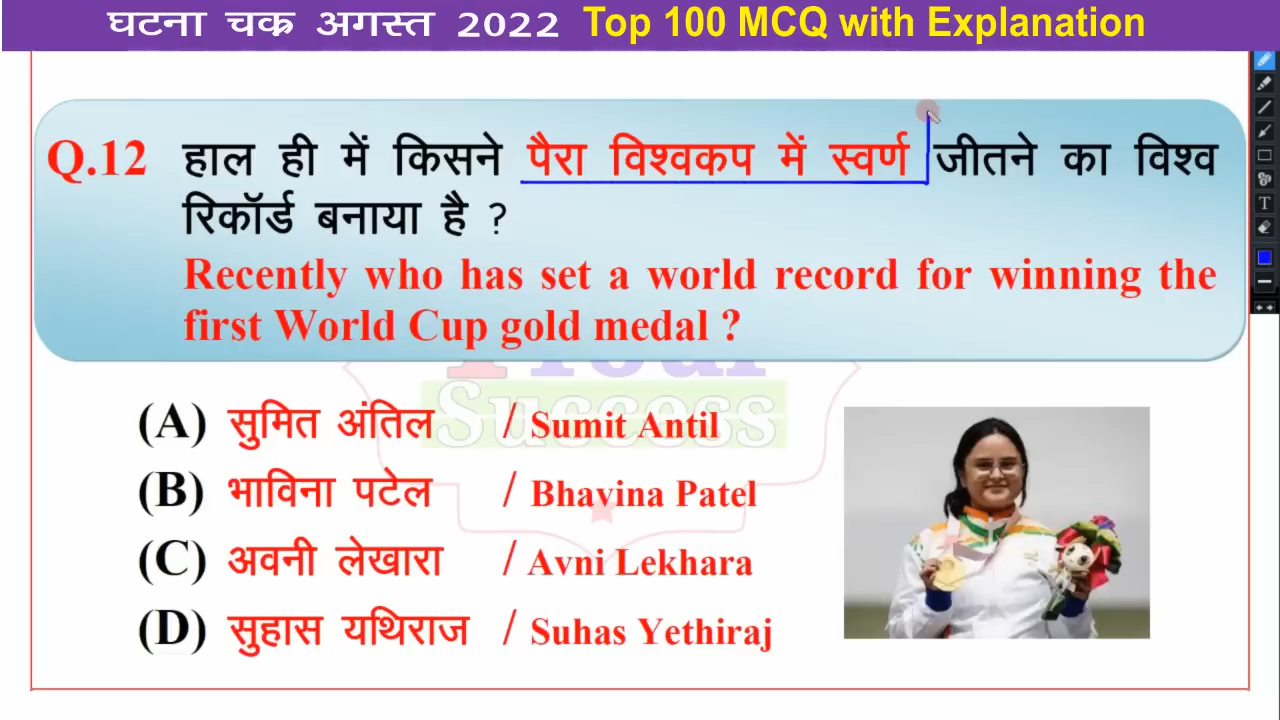 घटना चक्र अगस्त 2022 Top 100 MCQ with Explanation
Q.12 हाल ही में किसने पैरा विश्वकप में स्वर्ण जीतने का विश्व
रिकॉर्ड बनाया है ?
Recently who has set a world record for winning the
first World Cup gold medal ?
Success
(A) सुमित अंतिल / Sumit Antil
(B) भाविना पटेल / Bhavina Patel
(C) अवनी लेखारा / Avni Lekhara
(D) सुहास यथिराज / Suhas Yethiraj